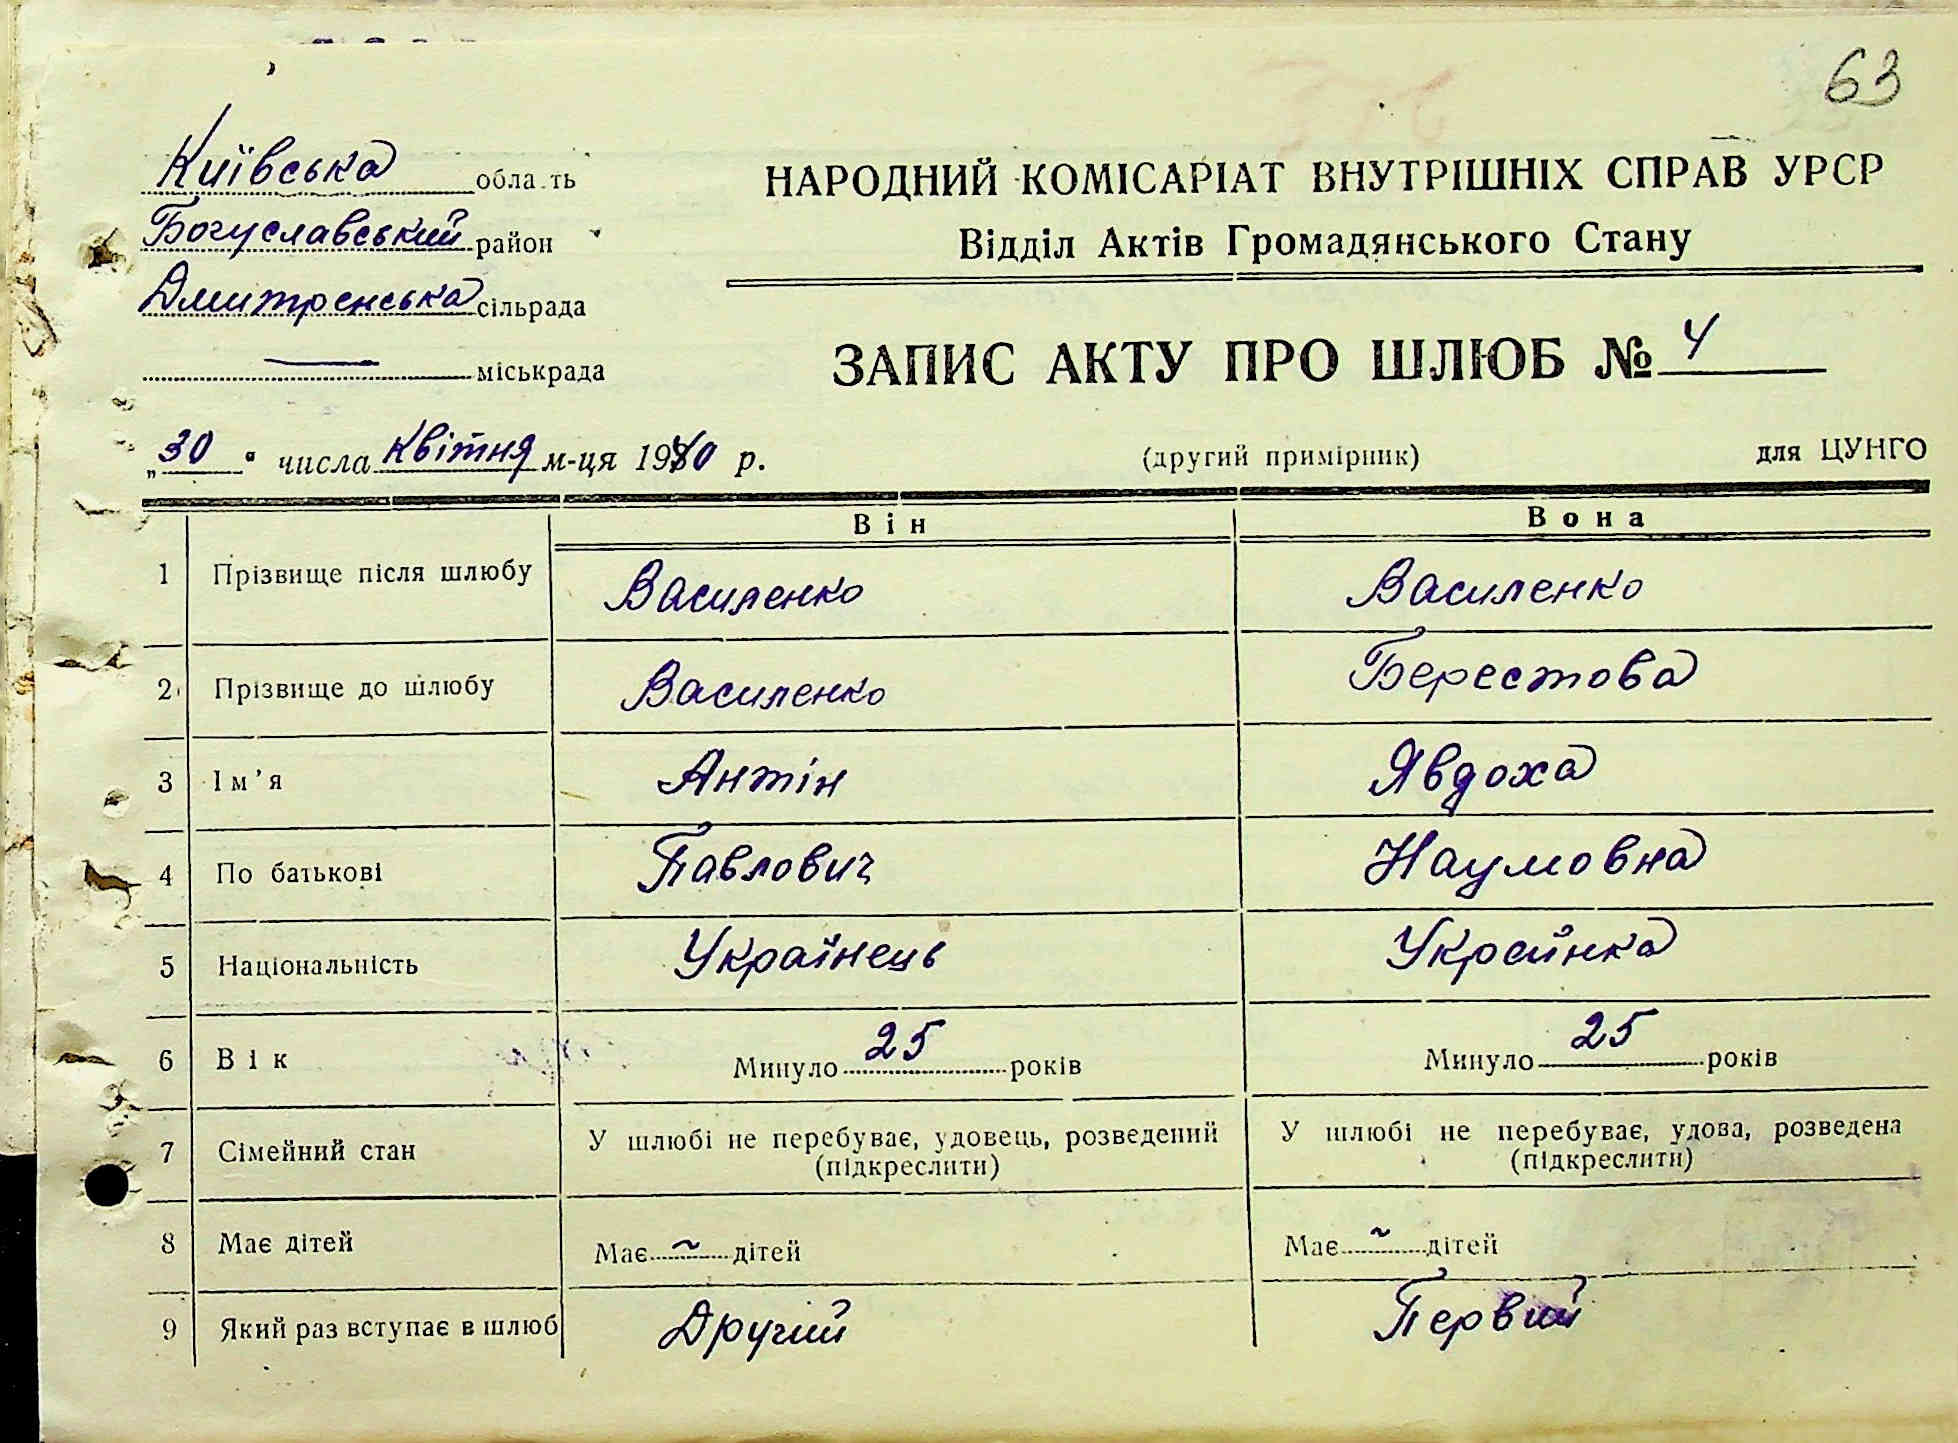 63
Київська область
Богуславський район
Дмитренська сільрада
— міськрада
НАРОДНИЙ КОМІСАРІАТ ВНУТРІШНІХ СПРАВ УРСР
Відділ Актів Громадянського Стану
ЗАПИС АКТУ ПРО ШЛЮБ № 4
„30" числа квітня м-ця 1940 р.
(другий примірник)
для ЦУНГО
Він Вона
1 Прізвище після шлюбу Василенко Василенко
2 Прізвище до шлюбу Василенко Берестова
3 Ім'я Антін Явдоха
4 По батькові Павлович Наумовна
5 Національність Українець Українка
6 Вік Минуло 25 років Минуло 25 років
7 Сімейний стан У шлюбі не перебуває, удовець, розведений У шлюбі не перебуває, удова, розведена
(підкреслити) (підкреслити)
8 Має дітей Має ~ дітей Має ~ дітей
9 Який раз вступає в шлюб Другий Первий